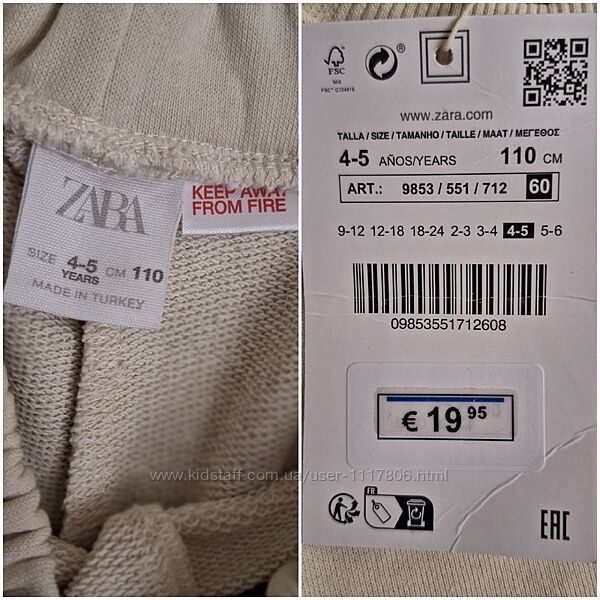 ZARA
SIZE 4-5 YEARS CM 110
MADE IN TURKEY
KEEP AWAY
FROM FIRE
FSC
MIX
FSC® C134818
®
www.zara.com
TALLA / SIZE / TAMANHO / TAILLE / MAAT / ΜΕΓΕΘΟΣ
4-5 AÑOS/YEARS 110 CM
ART.: 9853 / 551 / 712 60
9-12 12-18 18-24 2-3 3-4 4-5 5-6
09853551712608
€ 19 95
FR
EAC
www.kidstaff.com.ua/user-1117806.html